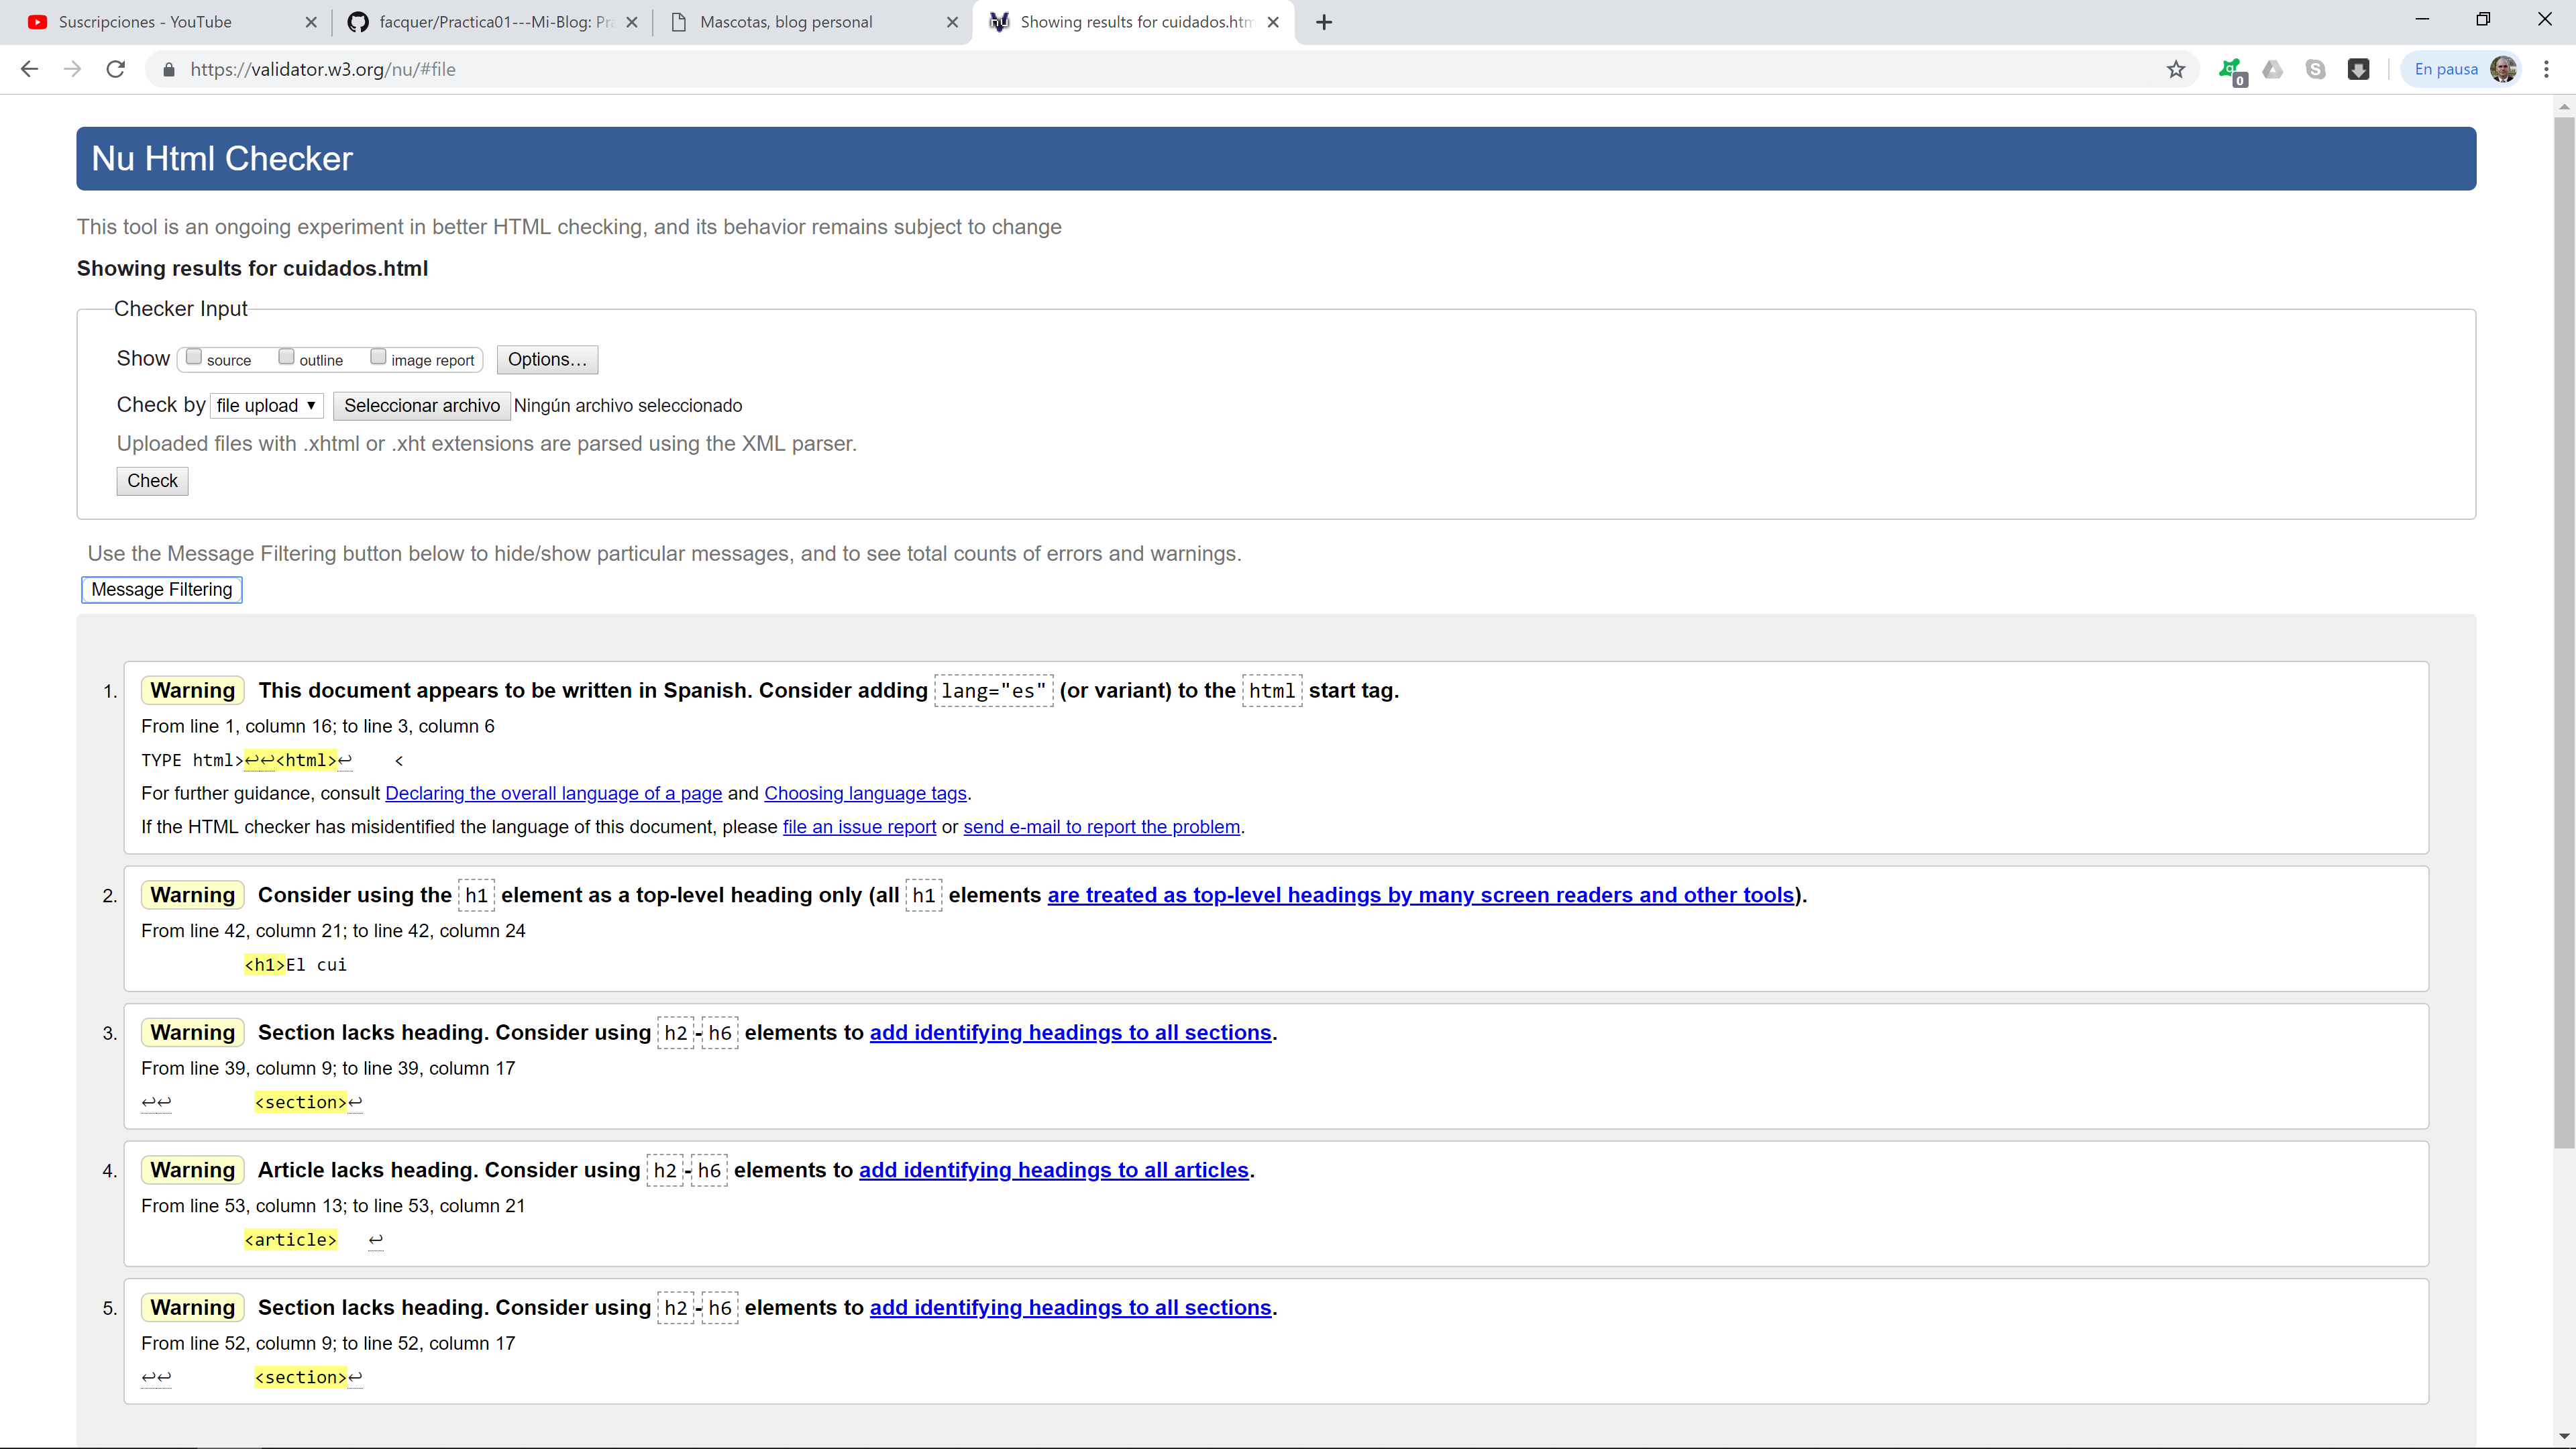 Suscripciones - YouTube
facquer/Practica01---Mi-Blog: Pra
Mascotas, blog personal
Showing results for cuidados.htm
https://validator.w3.org/nu/#file
0
En pausa
Nu Html Checker
This tool is an ongoing experiment in better HTML checking, and its behavior remains subject to change
Showing results for cuidados.html
Checker Input
Show source outline image report Options…
Check by file upload ▼ Seleccionar archivo Ningún archivo seleccionado
Uploaded files with .xhtml or .xht extensions are parsed using the XML parser.
Check
Use the Message Filtering button below to hide/show particular messages, and to see total counts of errors and warnings.
Message Filtering
1. Warning This document appears to be written in Spanish. Consider adding lang="es" (or variant) to the html start tag.
From line 1, column 16; to line 3, column 6
TYPE html>↩↩<html>↩ <
For further guidance, consult Declaring the overall language of a page and Choosing language tags.
If the HTML checker has misidentified the language of this document, please file an issue report or send e-mail to report the problem.
2. Warning Consider using the h1 element as a top-level heading only (all h1 elements are treated as top-level headings by many screen readers and other tools).
From line 42, column 21; to line 42, column 24
<h1>El cui
3. Warning Section lacks heading. Consider using h2-h6 elements to add identifying headings to all sections.
From line 39, column 9; to line 39, column 17
↩↩ <section>↩
4. Warning Article lacks heading. Consider using h2-h6 elements to add identifying headings to all articles.
From line 53, column 13; to line 53, column 21
<article> ↩
5. Warning Section lacks heading. Consider using h2-h6 elements to add identifying headings to all sections.
From line 52, column 9; to line 52, column 17
↩↩ <section>↩